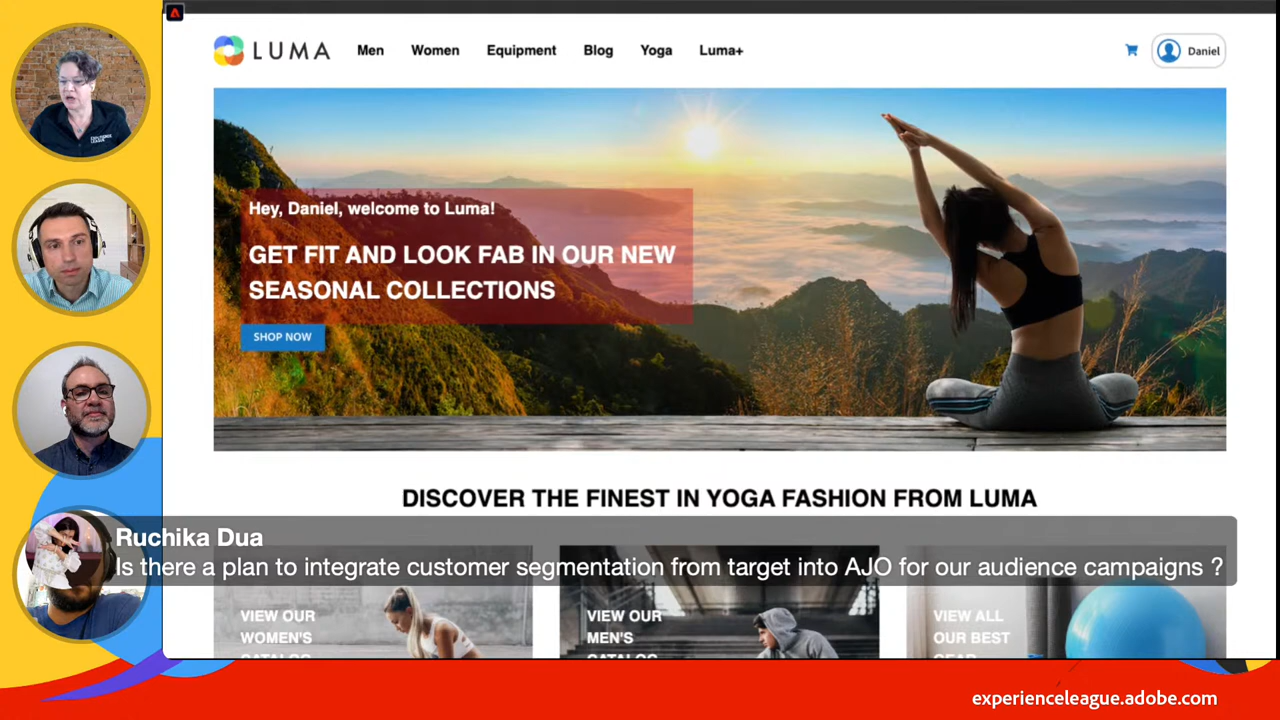 LUMA Men Women Equipment Blog Yoga Luma+ Daniel
Hey, Daniel, welcome to Luma!
GET FIT AND LOOK FAB IN OUR NEW
SEASONAL COLLECTIONS
SHOP NOW
DISCOVER THE FINEST IN YOGA FASHION FROM LUMA
Ruchika Dua
Is there a plan to integrate customer segmentation from target into AJO for our audience campaigns ?
VIEW OUR
WOMEN'S
VIEW OUR
MEN'S
VIEW ALL
OUR BEST
experienceleague.adobe.com